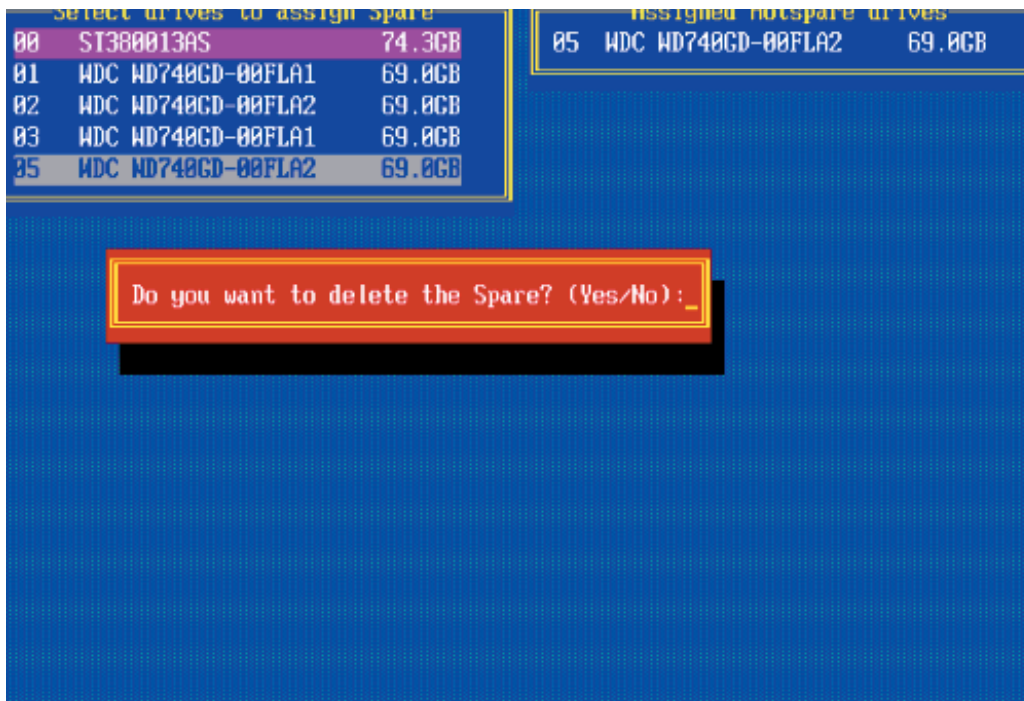 Select drives to assign Spare
00 ST380013AS 74.3GB
01 WDC WD740GD-00FLA1 69.0GB
02 WDC WD740GD-00FLA2 69.0GB
03 WDC WD740GD-00FLA1 69.0GB
05 WDC WD740GD-00FLA2 69.0GB
Assigned Hotspare drives
05 WDC WD740GD-00FLA2 69.0GB
Do you want to delete the Spare? (Yes/No):_